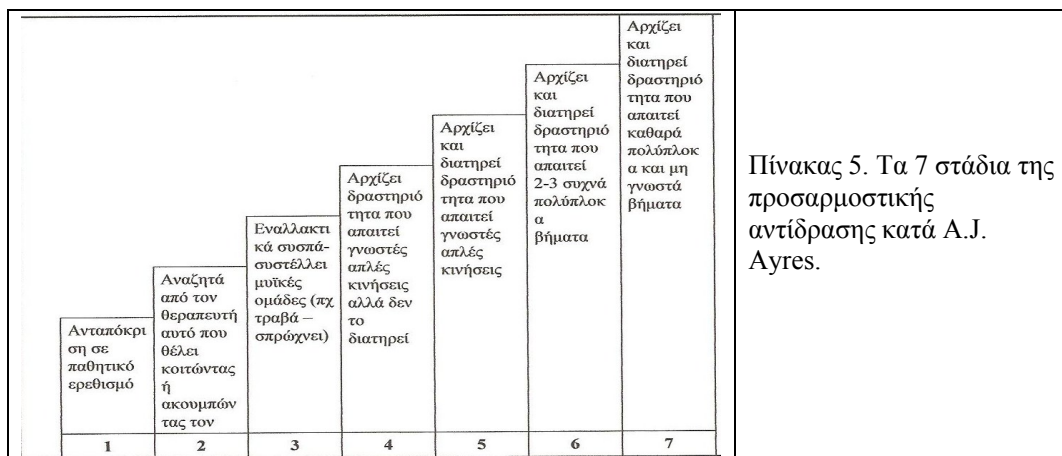 Ανταπόκρι
ση σε
παθητικό
ερεθισμό
1
Αναζητά
από τον
θεραπευτή
αυτό που
θέλει
κοιτώντας
ή
ακουμπών
τας τον
2
Εναλλακτι
κά συσπά-
συστέλλει
μυϊκές
ομάδες (πχ
τραβά –
σπρώχνει)
3
Αρχίζει
δραστηριό
τητα που
απαιτεί
γνωστές
απλές
κινήσεις
αλλά δεν
το
διατηρεί
4
Αρχίζει
και
διατηρεί
δραστηριό
τητα που
απαιτεί
γνωστές
απλές
κινήσεις
5
Αρχίζει
και
διατηρεί
δραστηριό
τητα που
απαιτεί
2-3 συχνά
πολύπλοκ
α
βήματα
6
Αρχίζει
και
διατηρεί
δραστηριό
τητα που
απαιτεί
καθαρά
πολύπλοκ
α και μη
γνωστά
βήματα
7
Πίνακας 5. Τα 7 στάδια της
προσαρμοστικής
αντίδρασης κατά A.J.
Ayres.